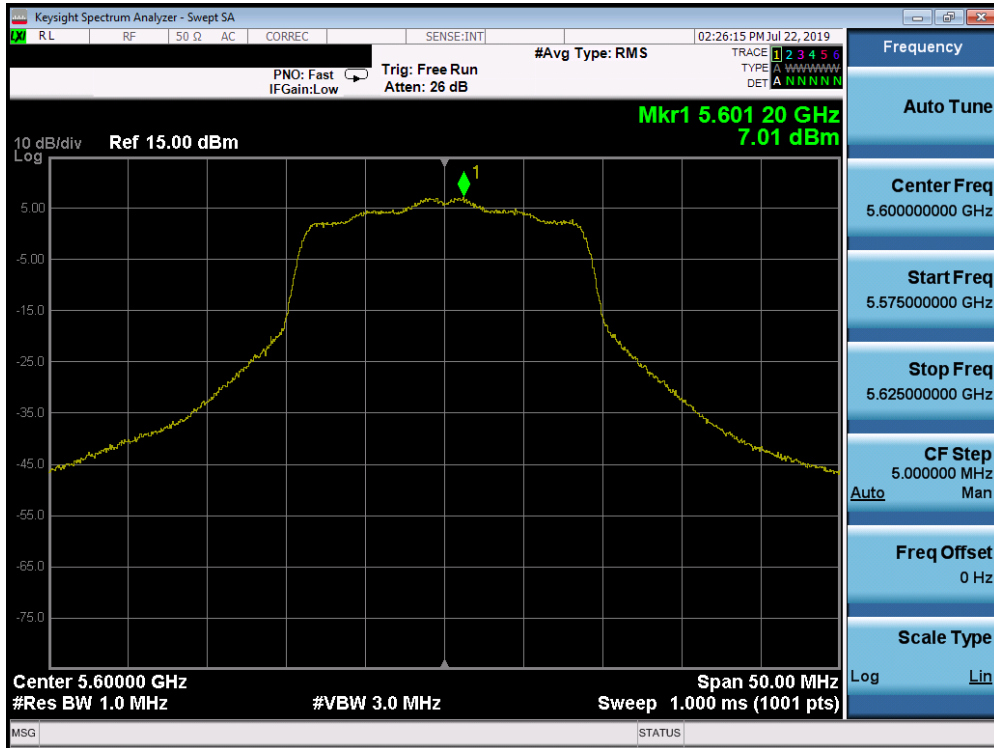 Keysight Spectrum Analyzer - Swept SA
LXI RL RF 50 Ω AC CORREC SENSE:INT 02:26:15 PM Jul 22, 2019
#Avg Type: RMS TRACE 1 2 3 4 5 6
PNO: Fast Trig: Free Run TYPE A WWWWW
IFGain:Low Atten: 26 dB DET A N N N N N
Mkr1 5.601 20 GHz
7.01 dBm
10 dB/div Ref 15.00 dBm
Log
1
5.00
-5.00
-15.0
-25.0
-35.0
-45.0
-55.0
-65.0
-75.0
Center 5.60000 GHz Span 50.00 MHz
#Res BW 1.0 MHz #VBW 3.0 MHz Sweep 1.000 ms (1001 pts)
MSG STATUS
Frequency
Auto Tune
Center Freq
5.600000000 GHz
Start Freq
5.575000000 GHz
Stop Freq
5.625000000 GHz
CF Step
5.000000 MHz
Auto Man
Freq Offset
0 Hz
Scale Type
Log Lin